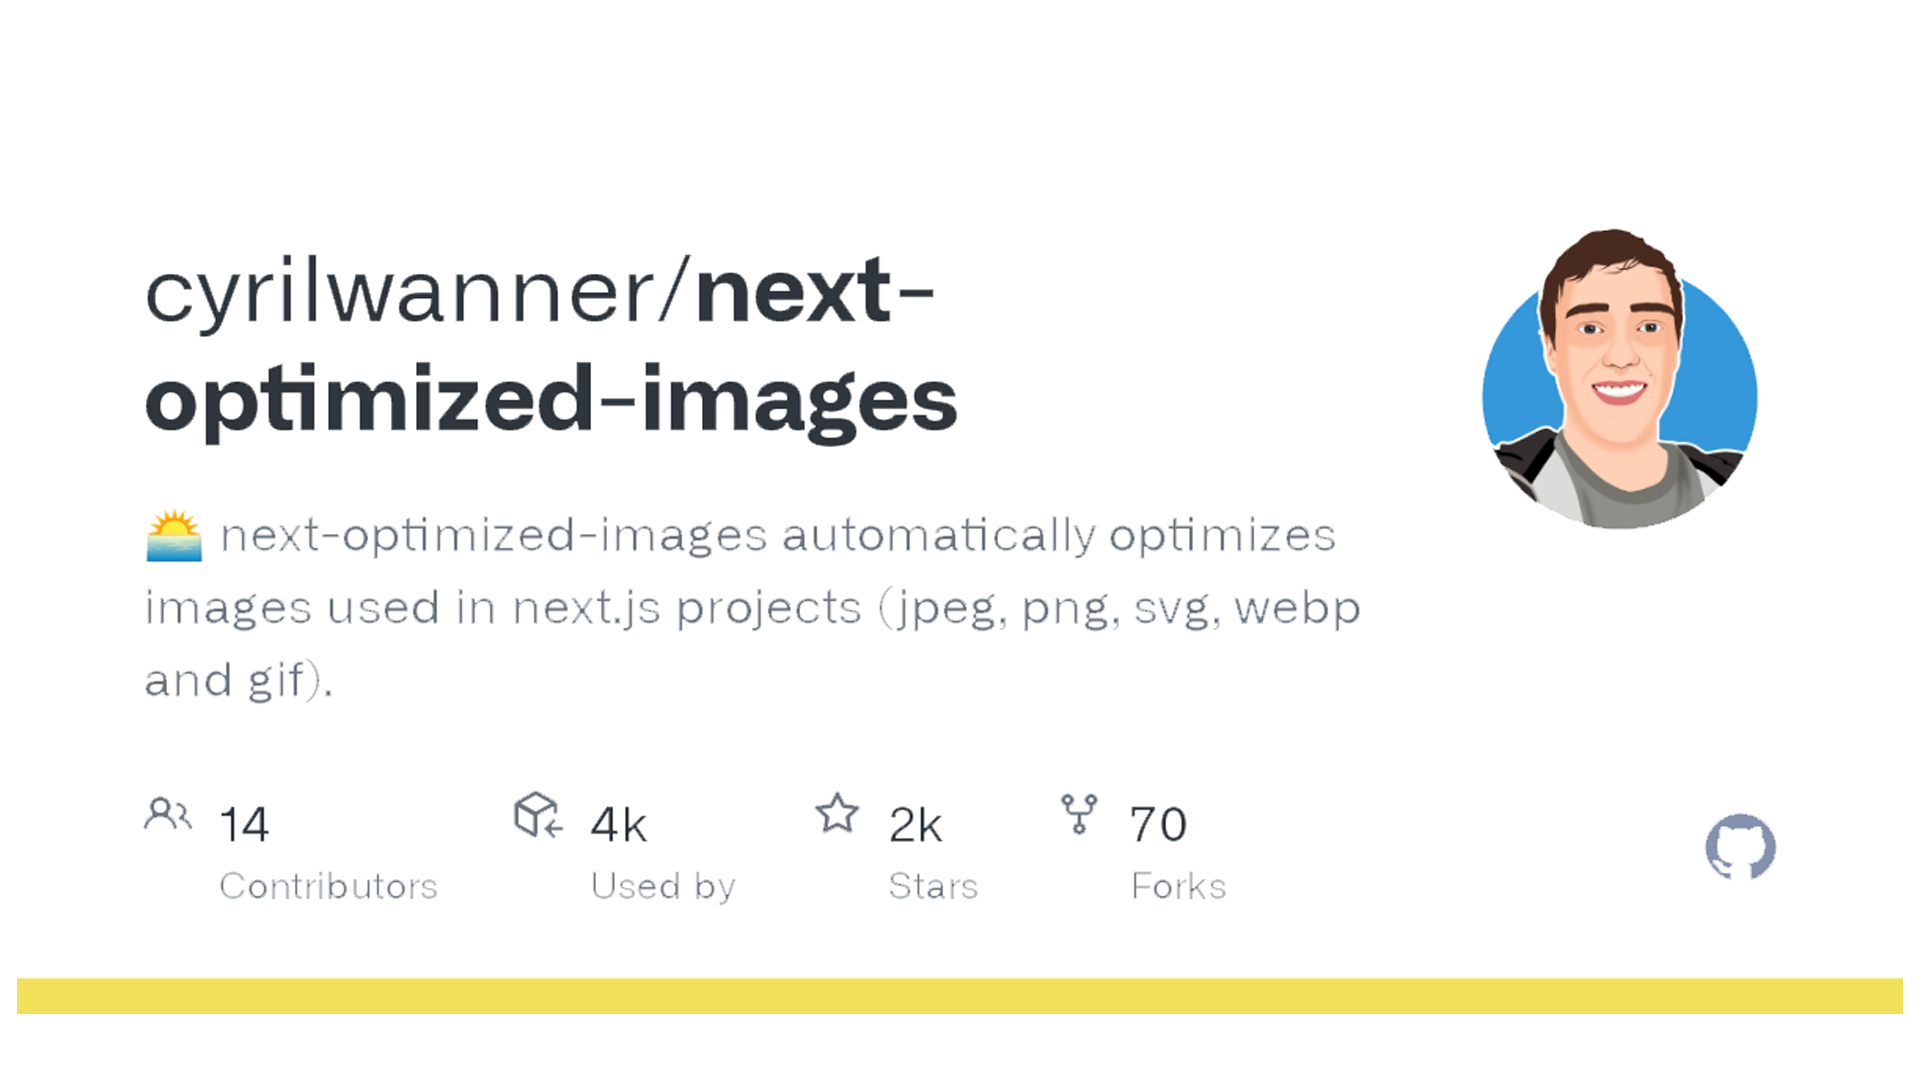 cyrilwanner/next-
optimized-images
🌅 next-optimized-images automatically optimizes
images used in next.js projects (jpeg, png, svg, webp
and gif).
14 4k 2k 70
Contributors Used by Stars Forks